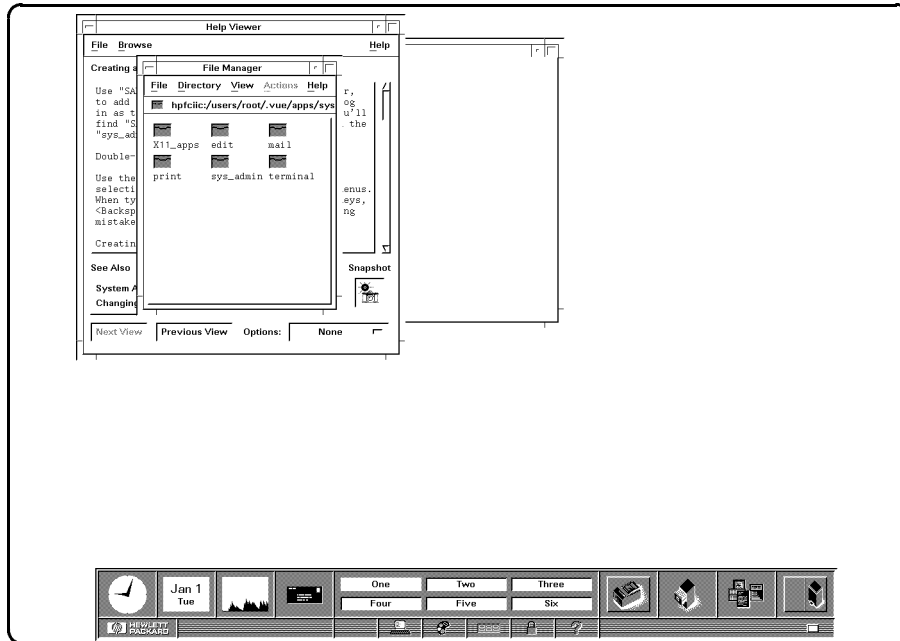 Help Viewer
File Browse Help
Creating a
Use "SA
to add
in as t
find "S
"sys_ad
Double-
Use the
selecti
When ty
<Backsp
mistake
Creatin
r,
og
u'll
the
enus.
eys,
ng
File Manager
File Directory View Actions Help
hpfciic:/users/root/.vue/apps/sys
X11_apps edit mail
print sys_admin terminal
See Also Snapshot
System A
Changing
Next View Previous View Options: None
Jan 1
Tue
One Two Three
Four Five Six
hp HEWLETT
PACKARD